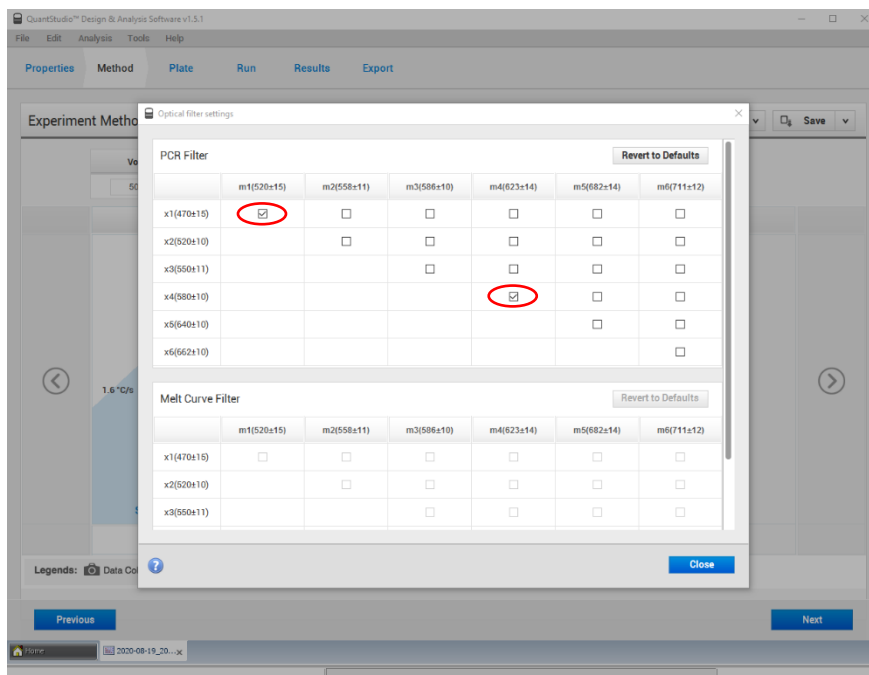 QuantStudio™ Design & Analysis Software v1.5.1
File Edit Analysis Tools Help
Properties Method Plate Run Results Export
Experiment Metho
Optical filter settings
Save
PCR Filter
Revert to Defaults
Vo
50
m1(520±15) m2(558±11) m3(586±10) m4(623±14) m5(682±14) m6(711±12)
x1(470±15)
x2(520±10)
x3(550±11)
x4(580±10)
x5(640±10)
x6(662±10)
1.6 °C/s
Melt Curve Filter
Revert to Defaults
m1(520±15) m2(558±11) m3(586±10) m4(623±14) m5(682±14) m6(711±12)
x1(470±15)
x2(520±10)
x3(550±11)
Legends: Data Col
?
Close
Previous
Next
Home
2020-08-19_20...